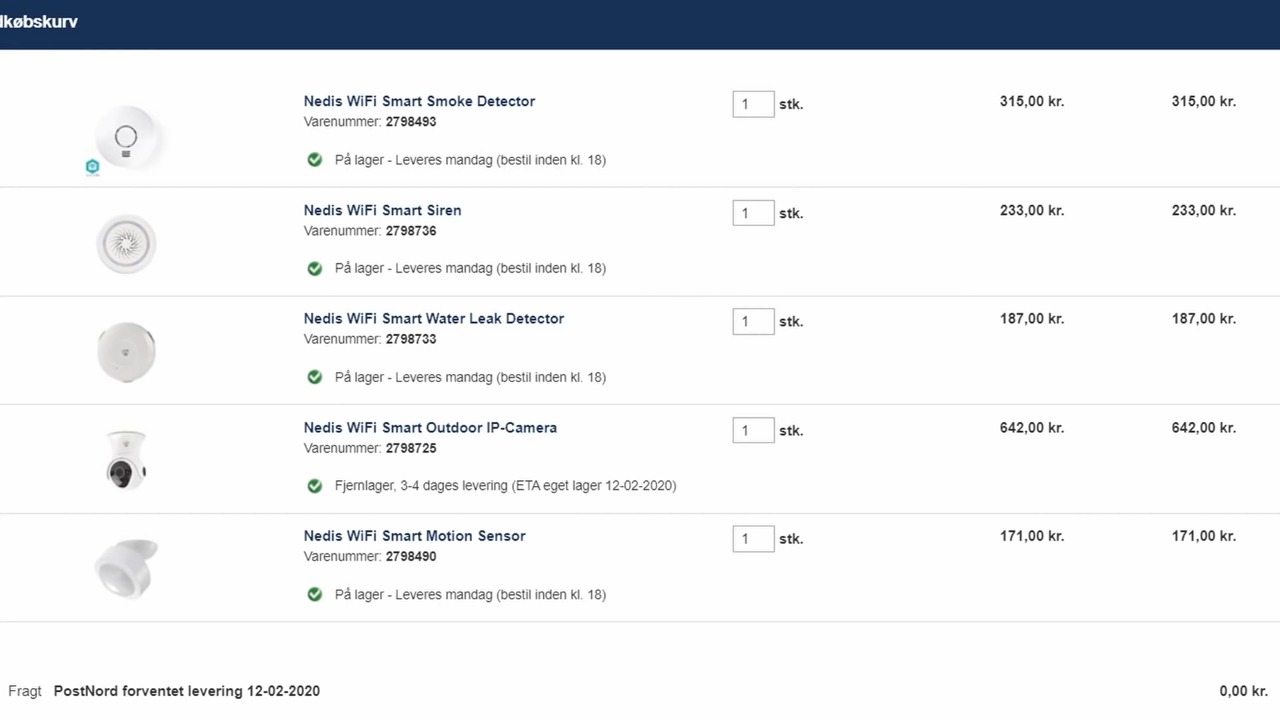 dkøbskurv
Nedis WiFi Smart Smoke Detector
1 stk. 315,00 kr. 315,00 kr.
Varenummer: 2798493
På lager - Leveres mandag (bestil inden kl. 18)
Nedis WiFi Smart Siren
1 stk. 233,00 kr. 233,00 kr.
Varenummer: 2798736
På lager - Leveres mandag (bestil inden kl. 18)
Nedis WiFi Smart Water Leak Detector
1 stk. 187,00 kr. 187,00 kr.
Varenummer: 2798733
På lager - Leveres mandag (bestil inden kl. 18)
Nedis WiFi Smart Outdoor IP-Camera
1 stk. 642,00 kr. 642,00 kr.
Varenummer: 2798725
Fjernlager, 3-4 dages levering (ETA eget lager 12-02-2020)
Nedis WiFi Smart Motion Sensor
1 stk. 171,00 kr. 171,00 kr.
Varenummer: 2798490
På lager - Leveres mandag (bestil inden kl. 18)
Fragt PostNord forventet levering 12-02-2020 0,00 kr.